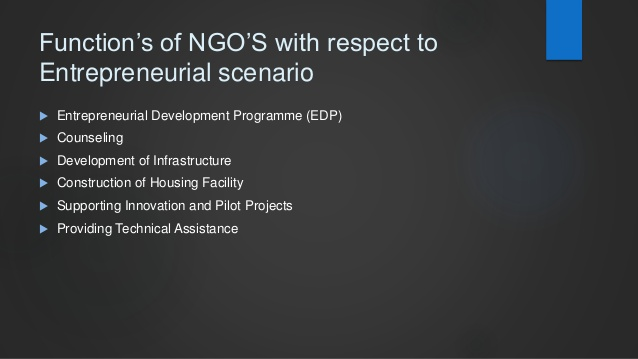 Function’s of NGO’S with respect to
Entrepreneurial scenario
Entrepreneurial Development Programme (EDP)
Counseling
Development of Infrastructure
Construction of Housing Facility
Supporting Innovation and Pilot Projects
Providing Technical Assistance